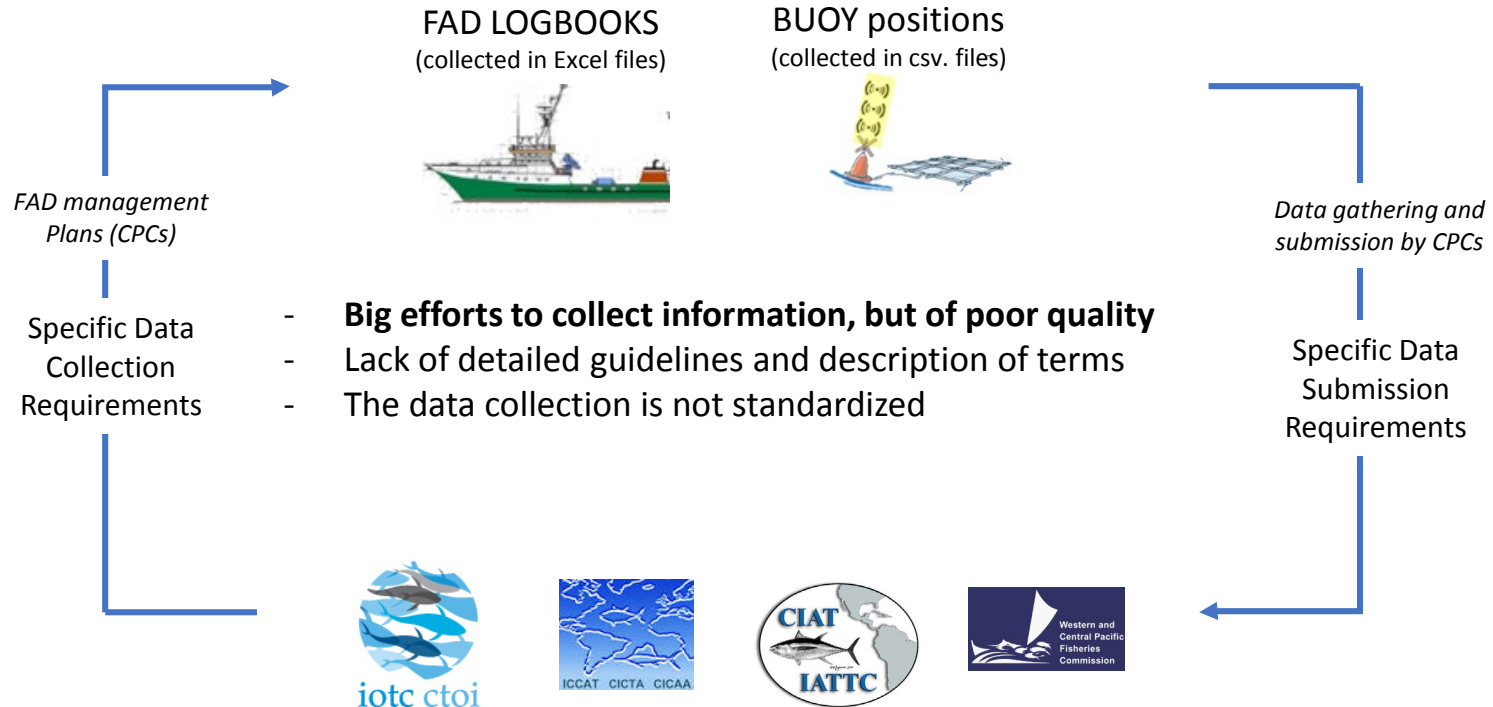 FAD LOGBOOKS
(collected in Excel files)
BUOY positions
(collected in csv. files)
FAD management
Plans (CPCs)
Data gathering and
submission by CPCs
Specific Data
Collection
Requirements
- Big efforts to collect information, but of poor quality
- Lack of detailed guidelines and description of terms
- The data collection is not standardized
Specific Data
Submission
Requirements
iotc ctoi
ICCAT CICTA CICAA
CIAT
IATTC
Western and
Central Pacific
Fisheries
Commission